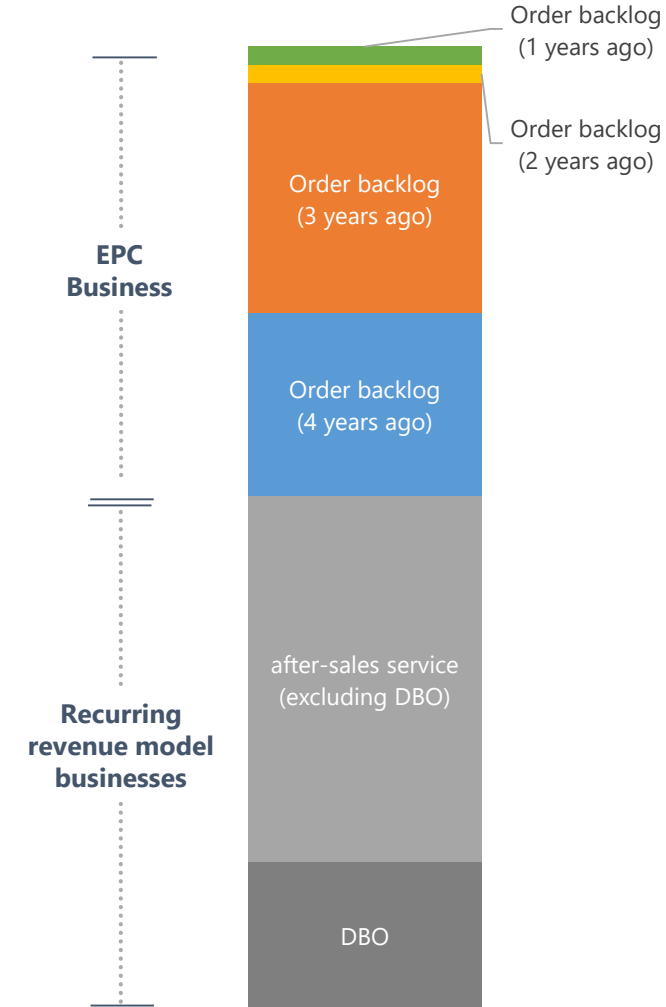 Order backlog
(1 years ago)
Order backlog
(2 years ago)
Order backlog
(3 years ago)
EPC
Business
Order backlog
(4 years ago)
after-sales service
(excluding DBO)
Recurring
revenue model
businesses
DBO